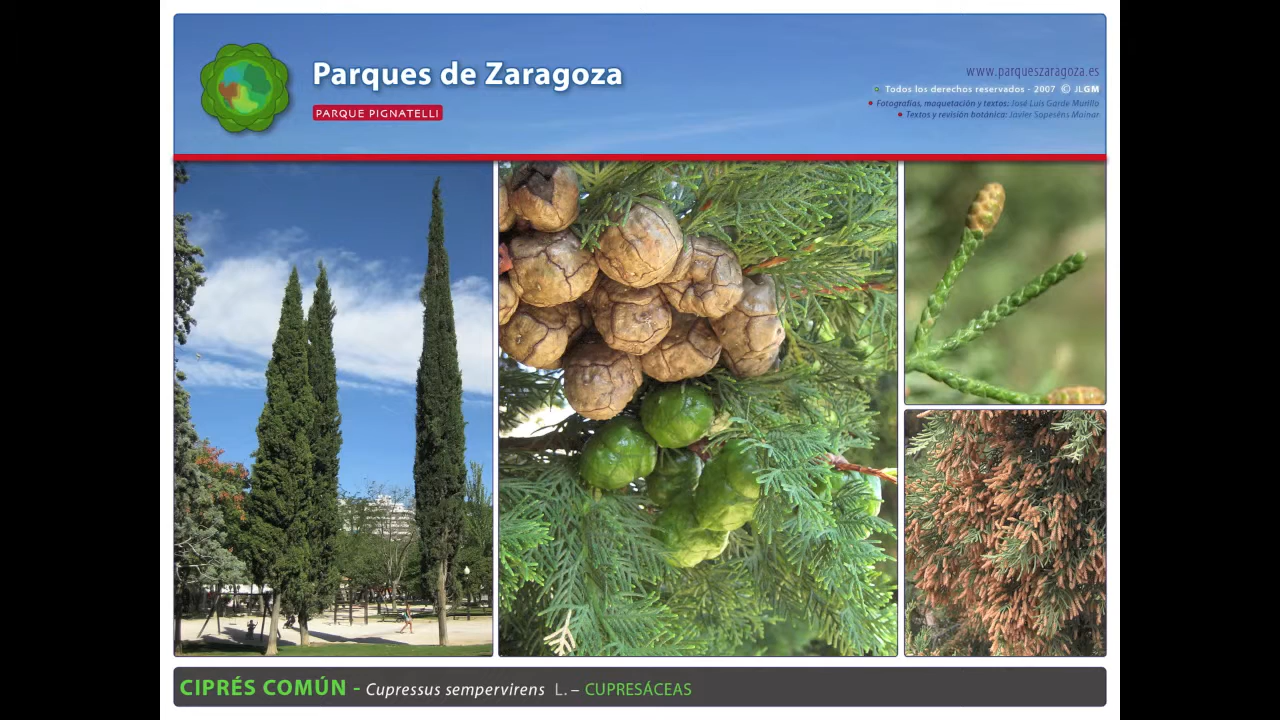 Parques de Zaragoza
PARQUE PIGNATELLI
www.parqueszaragoza.es
Todos los derechos reservados - 2007 © JLGM
Fotografías, maquetación y textos: José Luis Garde Murillo
Textos y revisión botánica: Javier Sopeséns Mainar
CIPRÉS COMÚN - Cupressus sempervirens L. – CUPRESÁCEAS